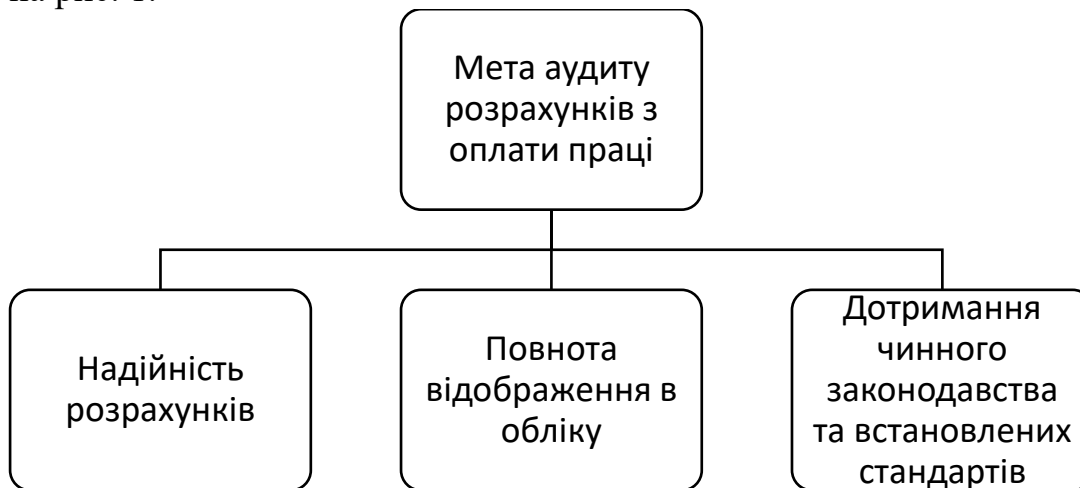 Мета аудиту
розрахунків з
оплати праці
Надійність
розрахунків
Повнота
відображення в
обліку
Дотримання
чинного
законодавства
та встановлених
стандартів